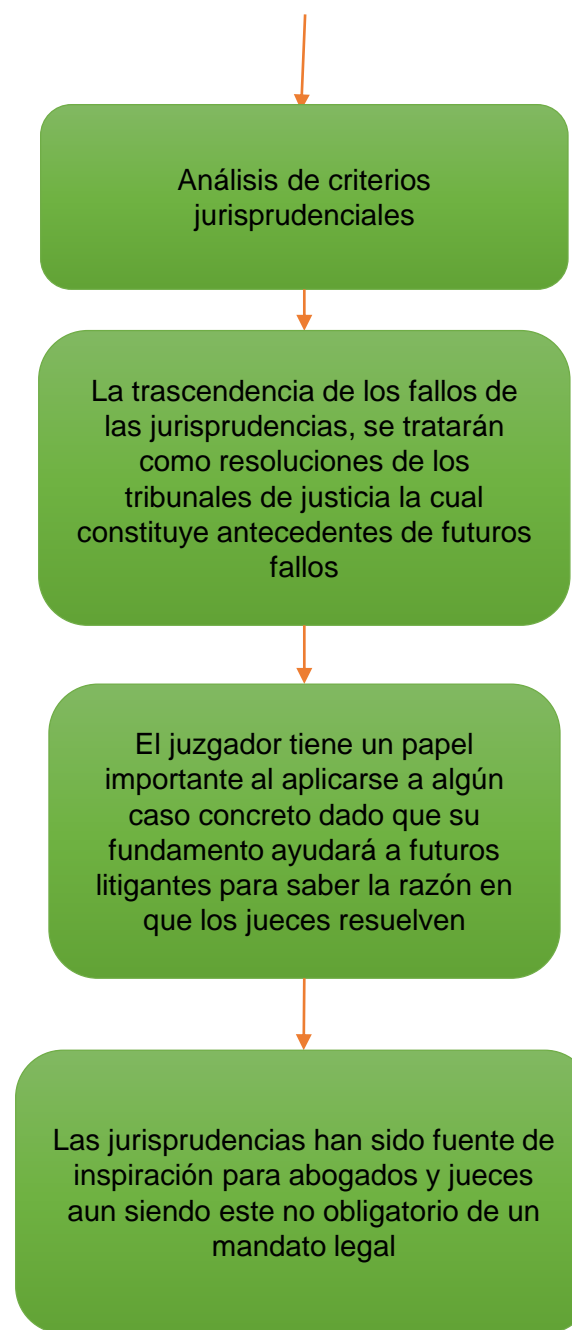 Análisis de criterios
jurisprudenciales
La trascendencia de los fallos de
las jurisprudencias, se tratarán
como resoluciones de los
tribunales de justicia la cual
constituye antecedentes de futuros
fallos
El juzgador tiene un papel
importante al aplicarse a algún
caso concreto dado que su
fundamento ayudará a futuros
litigantes para saber la razón en
que los jueces resuelven
Las jurisprudencias han sido fuente de
inspiración para abogados y jueces
aun siendo este no obligatorio de un
mandato legal